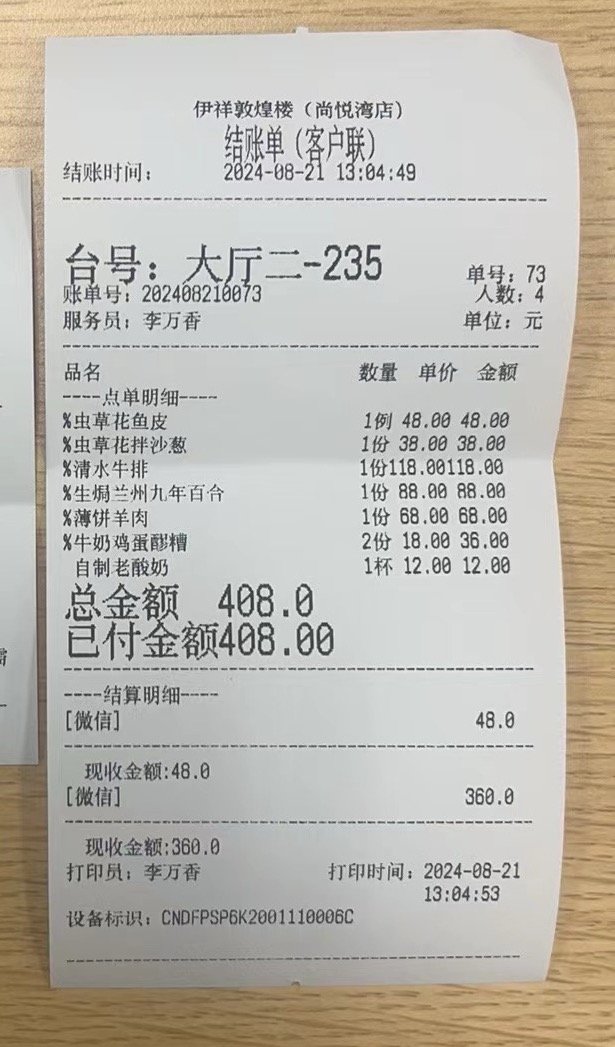 伊祥敦煌楼（尚悦湾店）
结账单（客户联）
结账时间： 2024-08-21 13:04:49
台号：大厅二-235
单号：73
账单号：202408210073 人数：4
服务员：李万香 单位：元
品名 数量 单价 金额
----点单明细----
%虫草花鱼皮 1例 48.00 48.00
%虫草花拌沙葱 1份 38.00 38.00
%清水牛排 1份118.00118.00
%生焗兰州九年百合 1份 88.00 88.00
%薄饼羊肉 1份 68.00 68.00
%牛奶鸡蛋醪糟 2份 18.00 36.00
自制老酸奶 1杯 12.00 12.00
总金额 408.0
已付金额408.00
----结算明细----
[微信] 48.0
现收金额:48.0
[微信] 360.0
现收金额:360.0
打印员：李万香 打印时间：2024-08-21
13:04:53
设备标识：CNDFPSP6K2001110006C